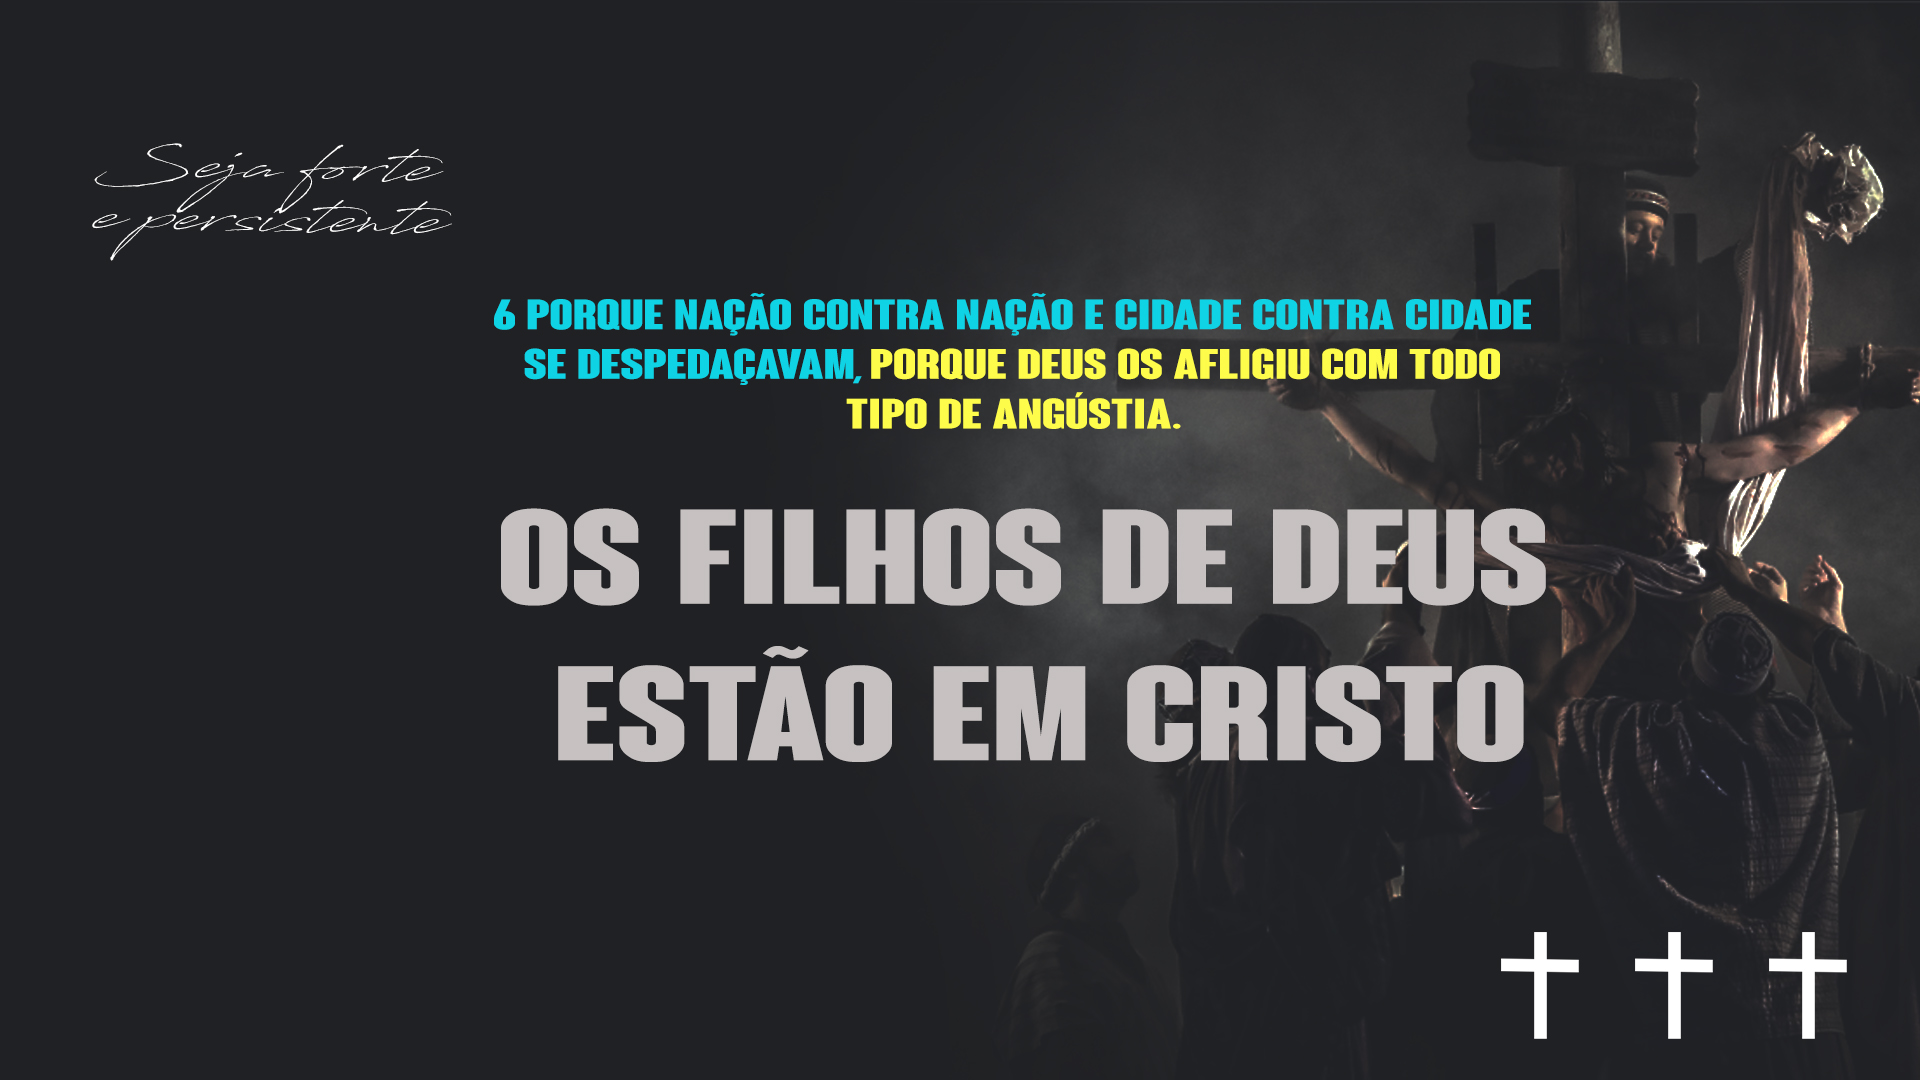 Seja forte
e persistente
6 PORQUE NAÇÃO CONTRA NAÇÃO E CIDADE CONTRA CIDADE
SE DESPEDAÇAVAM, PORQUE DEUS OS AFLIGIU COM TODO
TIPO DE ANGÚSTIA.
OS FILHOS DE DEUS
ESTÃO EM CRISTO